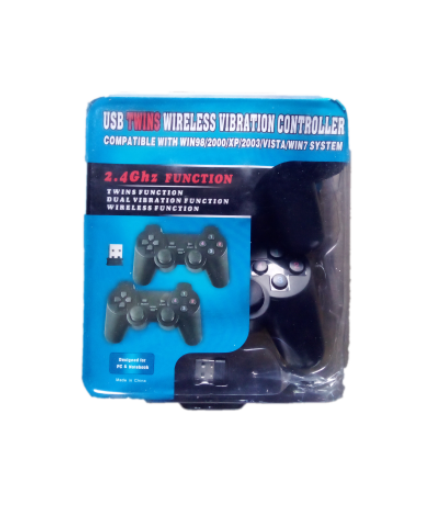 USB TWINS WIRELESS VIBRATION CONTROLLER
COMPATIBLE WITH WIN98/2000/XP/2003/VISTA/WIN7 SYSTEM
2.4Ghz FUNCTION
TWINS FUNCTION
DUAL VIBRATION FUNCTION
WIRELESS FUNCTION
Designed for
PC & Notebook
Made in China